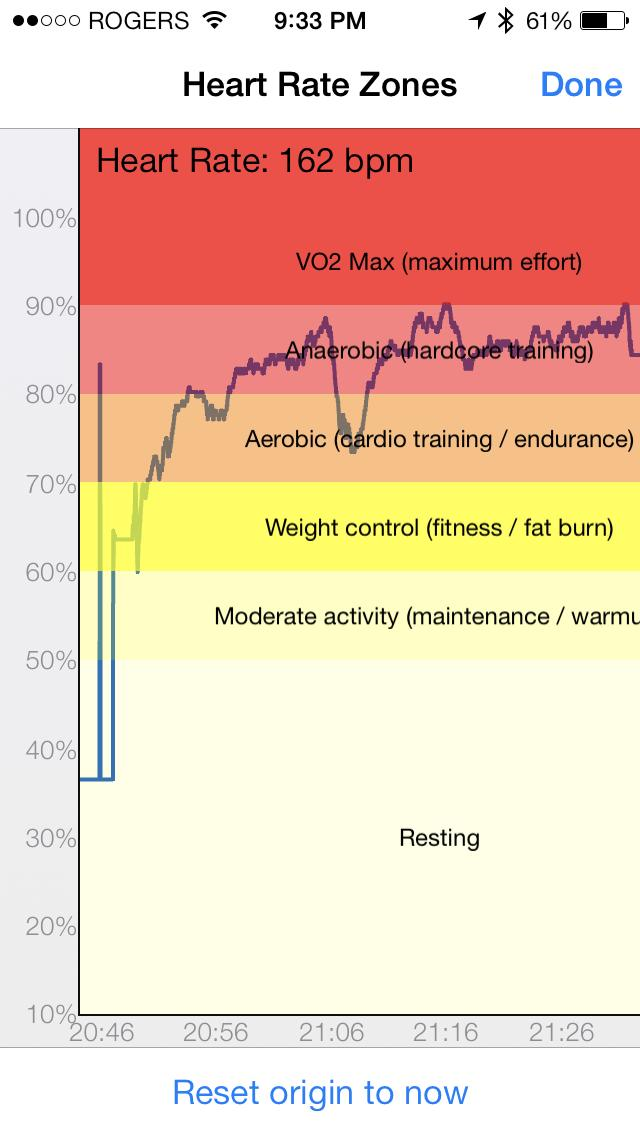 ROGERS 9:33 PM 61%
Heart Rate Zones Done
Heart Rate: 162 bpm
100%
VO2 Max (maximum effort)
90%
Anaerobic (hardcore training)
80%
Aerobic (cardio training / endurance)
70%
Weight control (fitness / fat burn)
60%
Moderate activity (maintenance / warmu
50%
40%
30%
Resting
20%
10%
20:46 20:56 21:06 21:16 21:26
Reset origin to now